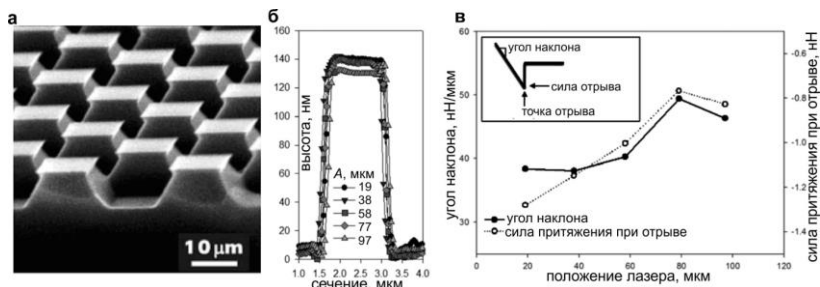 а
10 µm
б
высота, нм
160
140
120
100
80
60
40
20
0
A, мкм
19
38
58
77
97
1.0 1.5 2.0 2.5 3.0 3.5 4.0
сечение, мкм
в
угол наклона, нН/мкм
60
50
40
30
угол наклона
сила отрыва
точка отрыва
угол наклона
сила притяжения при отрыве
0 20 40 60 80 100 120
положение лазера, мкм
-0.6
-0.8
-1.0
-1.2
-1.4
сила притяжения при отрыве, нН